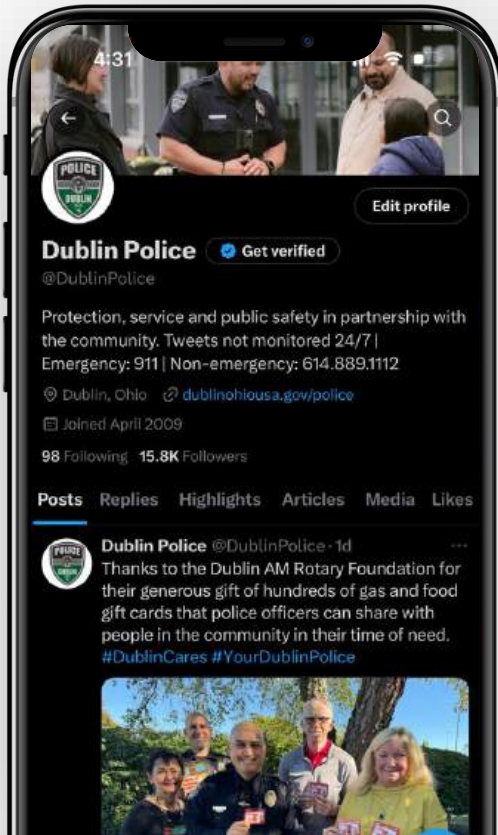 4:31
POLICE
DUBLIN
Edit profile
Dublin Police Get verified
@DublinPolice
Protection, service and public safety in partnership with
the community. Tweets not monitored 24/7 |
Emergency: 911 | Non-emergency: 614.889.1112
Dublin, Ohio dublinohiousa.gov/police
Joined April 2009
98 Following 15.8K Followers
Posts Replies Highlights Articles Media Likes
POLICE
DUBLIN
Dublin Police @DublinPolice · 1d ...
Thanks to the Dublin AM Rotary Foundation for
their generous gift of hundreds of gas and food
gift cards that police officers can share with
people in the community in their time of need.
#DublinCares #YourDublinPolice